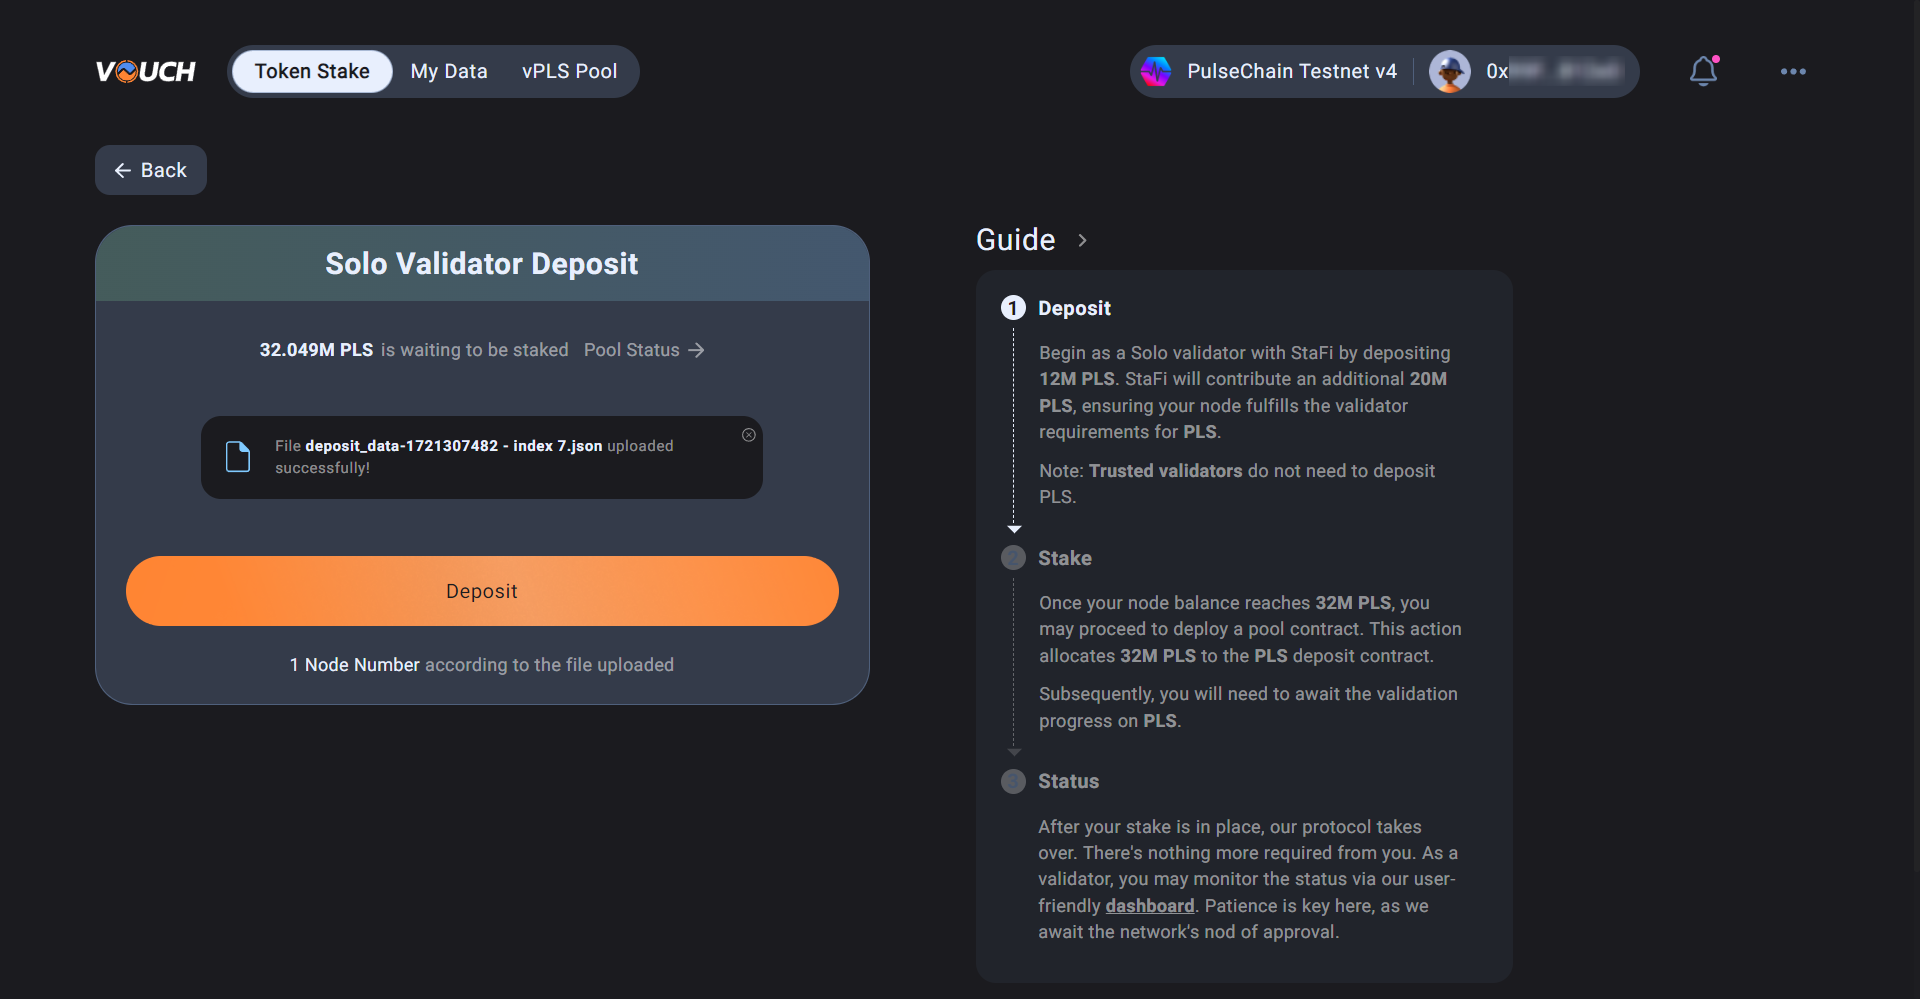 VOUCH
Token Stake
My Data
vPLS Pool
PulseChain Testnet v4
0x
Back
Solo Validator Deposit
32.049M PLS is waiting to be staked Pool Status
File deposit_data-1721307482 - index 7.json uploaded
successfully!
Deposit
1 Node Number according to the file uploaded
Guide
1 Deposit
Begin as a Solo validator with StaFi by depositing
12M PLS. StaFi will contribute an additional 20M
PLS, ensuring your node fulfills the validator
requirements for PLS.
Note: Trusted validators do not need to deposit
PLS.
2 Stake
Once your node balance reaches 32M PLS, you
may proceed to deploy a pool contract. This action
allocates 32M PLS to the PLS deposit contract.
Subsequently, you will need to await the validation
progress on PLS.
3 Status
After your stake is in place, our protocol takes
over. There's nothing more required from you. As a
validator, you may monitor the status via our user-
friendly dashboard. Patience is key here, as we
await the network's nod of approval.